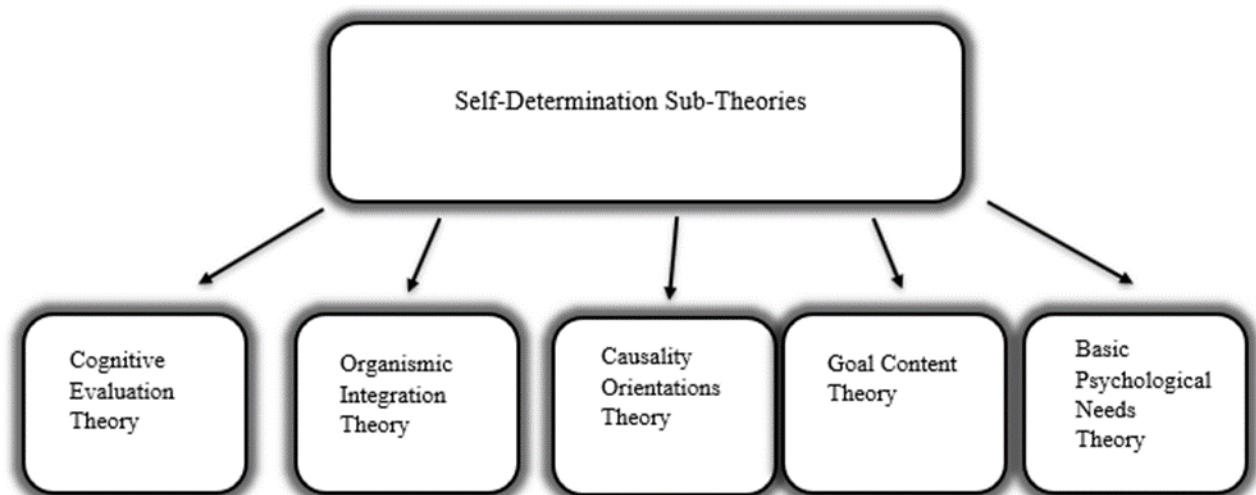 Self-Determination Sub-Theories
Cognitive
Evaluation
Theory
Organismic
Integration
Theory
Causality
Orientations
Theory
Goal Content
Theory
Basic
Psychological
Needs
Theory